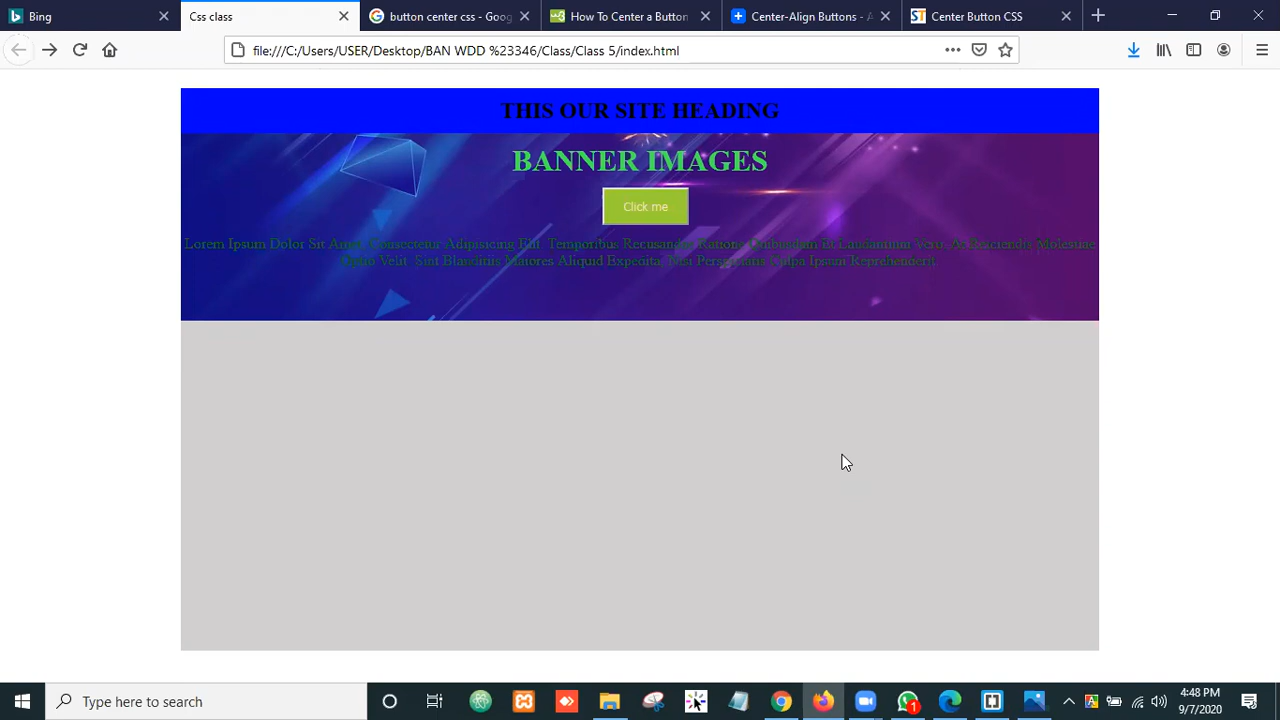 Bing
Css class
button center css - Goog
How To Center a Button
Center-Align Buttons - A
Center Button CSS
file:///C:/Users/USER/Desktop/BAN WDD %23346/Class/Class 5/index.html
THIS OUR SITE HEADING
BANNER IMAGES
Click me
Lorem Ipsum Dolor Sit Amet, Consectetur Adipisicing Elit. Temporibus Recusandae Ratione Quibusdam Et Laudantium Velit. At Reiciendis Molestiae
Velit. Sint Blanditiis Maiores Aliquid Expedita, Nisi Perspiciatis Culpa Ipsum Reprehenderit.
Type here to search
1
4:48 PM
9/7/2020